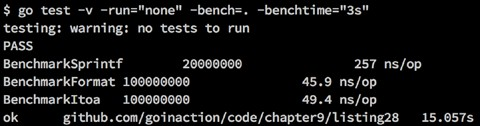 $ go test -v -run="none" -bench=. -benchtime="3s"
testing: warning: no tests to run
PASS
BenchmarkSprintf 20000000 257 ns/op
BenchmarkFormat 100000000 45.9 ns/op
BenchmarkItoa 100000000 49.4 ns/op
ok github.com/goinaction/code/chapter9/listing28 15.057s